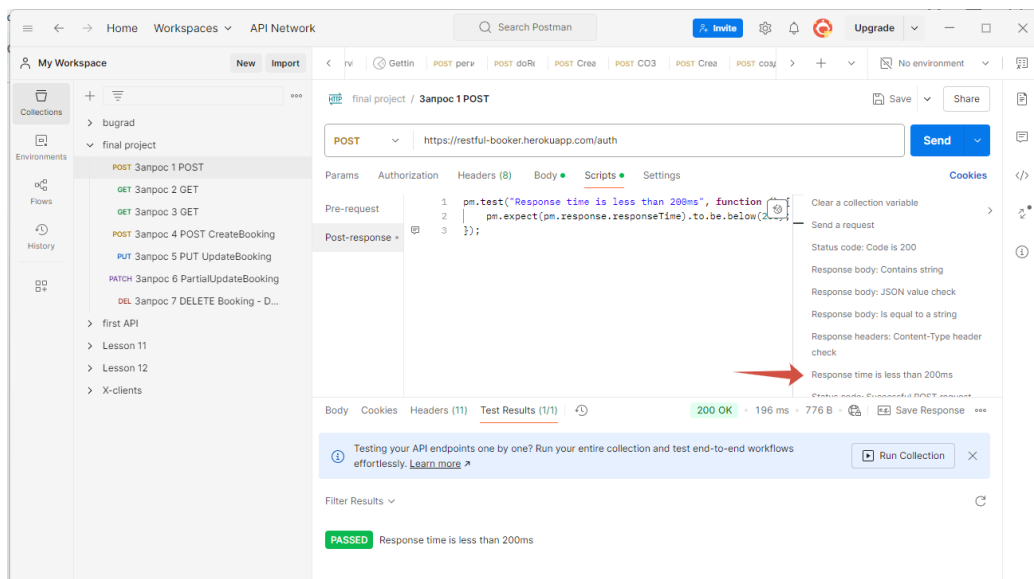 Home Workspaces API Network Search Postman Invite Upgrade
My Workspace New Import Gettin POST POST doRe POST Crea POST CO3 POST Crea POST No environment
final project / Запрос 1 POST Save Share
Collections
Environments
Flows
History
bugrad
final project
POST Запрос 1 POST
GET Запрос 2 GET
GET Запрос 3 GET
POST Запрос 4 POST CreateBooking
PUT Запрос 5 PUT UpdateBooking
PATCH Запрос 6 PartialUpdateBooking
DEL Запрос 7 DELETE Booking - D...
first API
Lesson 11
Lesson 12
X-clients
POST https://restful-booker.herokuapp.com/auth Send
Params Authorization Headers (8) Body Scripts Settings Cookies
Pre-request
Post-response
1 pm.test("Response time is less than 200ms", function
2 pm.expect(pm.response.responseTime).to.be.below(
3 });
Clear a collection variable
Send a request
Status code: Code is 200
Response body: Contains string
Response body: JSON value check
Response body: Is equal to a string
Response headers: Content-Type header
check
Response time is less than 200ms
Status code: Successful POST request
Body Cookies Headers (11) Test Results (1/1) 200 OK 196 ms 776 B e.g. Save Response
Testing your API endpoints one by one? Run your entire collection and test end-to-end workflows
effortlessly. Learn more
Run Collection
Filter Results
PASSED Response time is less than 200ms